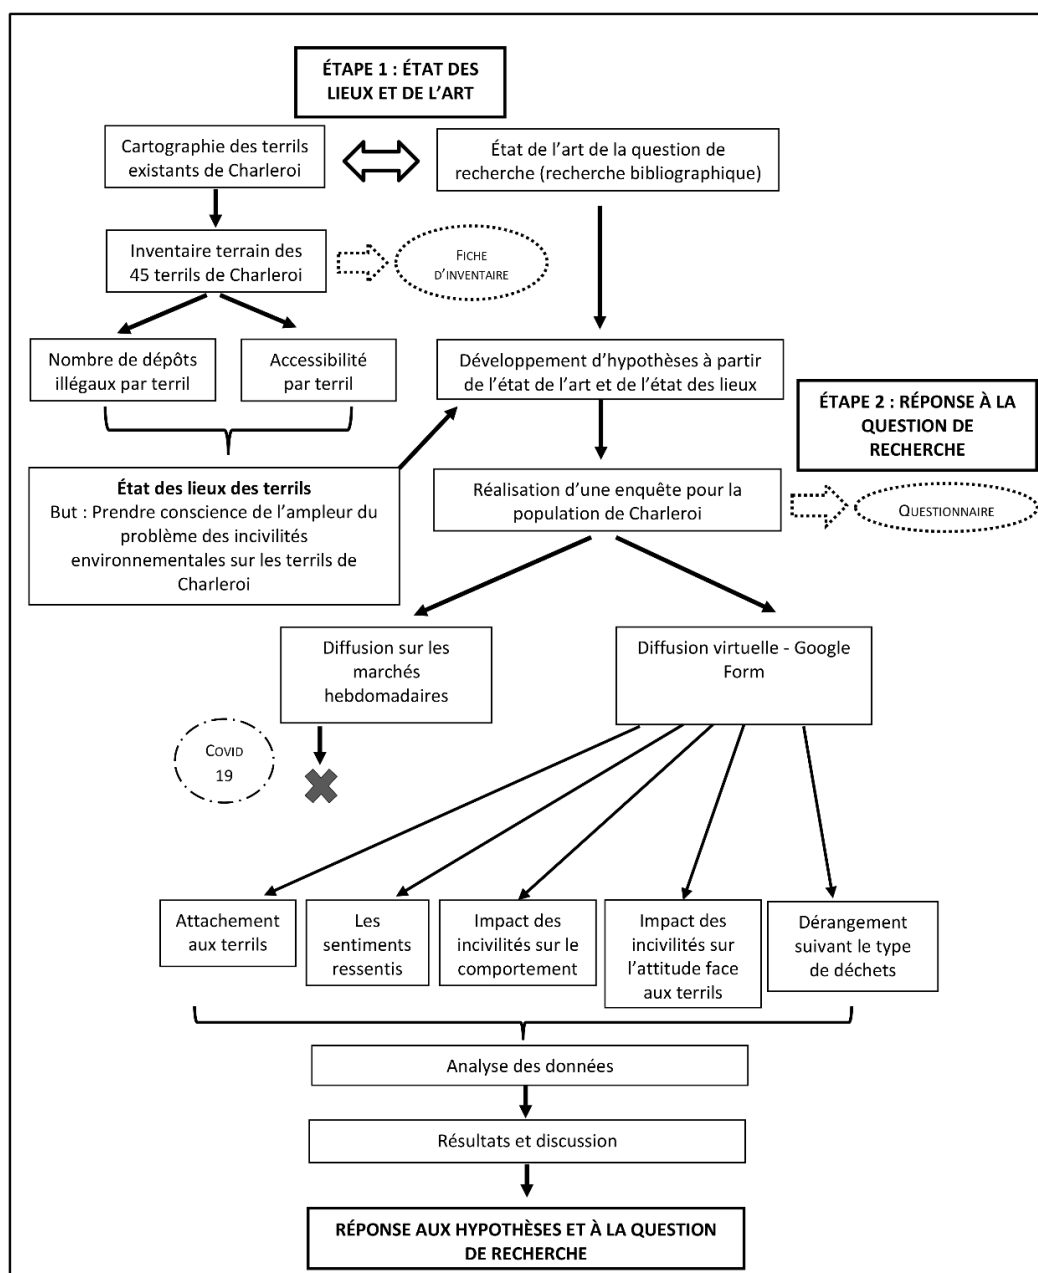 ÉTAPE 1 : ÉTAT DES
LIEUX ET DE L’ART
Cartographie des terrils
existants de Charleroi
État de l’art de la question de
recherche (recherche bibliographique)
Inventaire terrain des
45 terrils de Charleroi
FICHE
D’INVENTAIRE
Nombre de dépôts
illégaux par terril
Accessibilité
par terril
Développement d’hypothèses à partir
de l’état de l’art et de l’état des lieux
ÉTAPE 2 : RÉPONSE À LA
QUESTION DE
RECHERCHE
État des lieux des terrils
But : Prendre conscience de l’ampleur du
problème des incivilités
environnementales sur les terrils de
Charleroi
Réalisation d’une enquête pour la
population de Charleroi
QUESTIONNAIRE
Diffusion sur les
marchés
hebdomadaires
Diffusion virtuelle - Google
Form
COVID
19
Attachement
aux terrils
Les
sentiments
ressentis
Impact des
incivilités sur le
comportement
Impact des
incivilités sur
l’attitude face
aux terrils
Dérangement
suivant le type
de déchets
Analyse des données
Résultats et discussion
RÉPONSE AUX HYPOTHÈSES ET À LA QUESTION
DE RECHERCHE